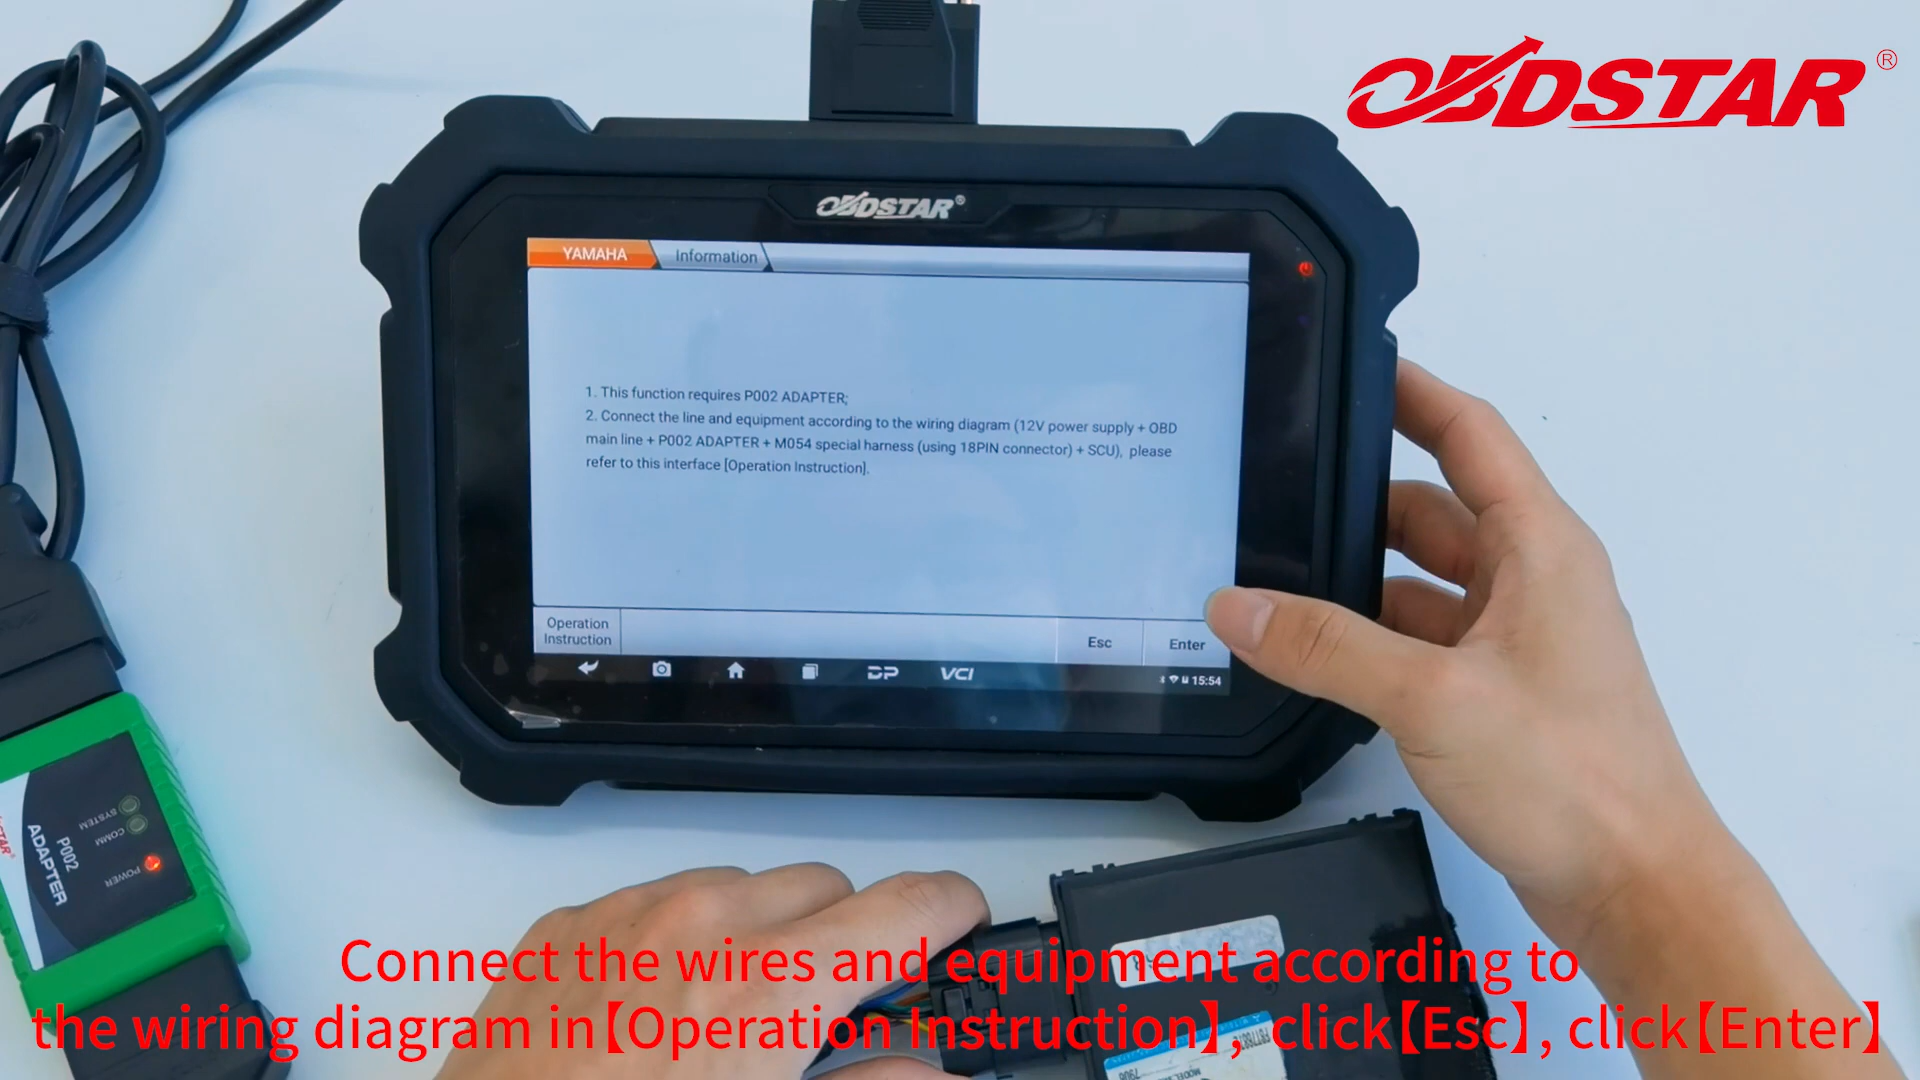 OBDSTAR®
OBDSTAR®
YAMAHA Information
1. This function requires P002 ADAPTER;
2. Connect the line and equipment according to the wiring diagram (12V power supply + OBD
main line + P002 ADAPTER + M054 special harness (using 18PIN connector) + SCU), please
refer to this interface [Operation Instruction].
Operation
Instruction
Esc
Enter
DP
VCI
15:54
SYSTEM
COMM
POWER
P002
ADAPTER
Connect the wires and equipment according to
the wiring diagram in【Operation Instruction】, click【Esc】, click【Enter】